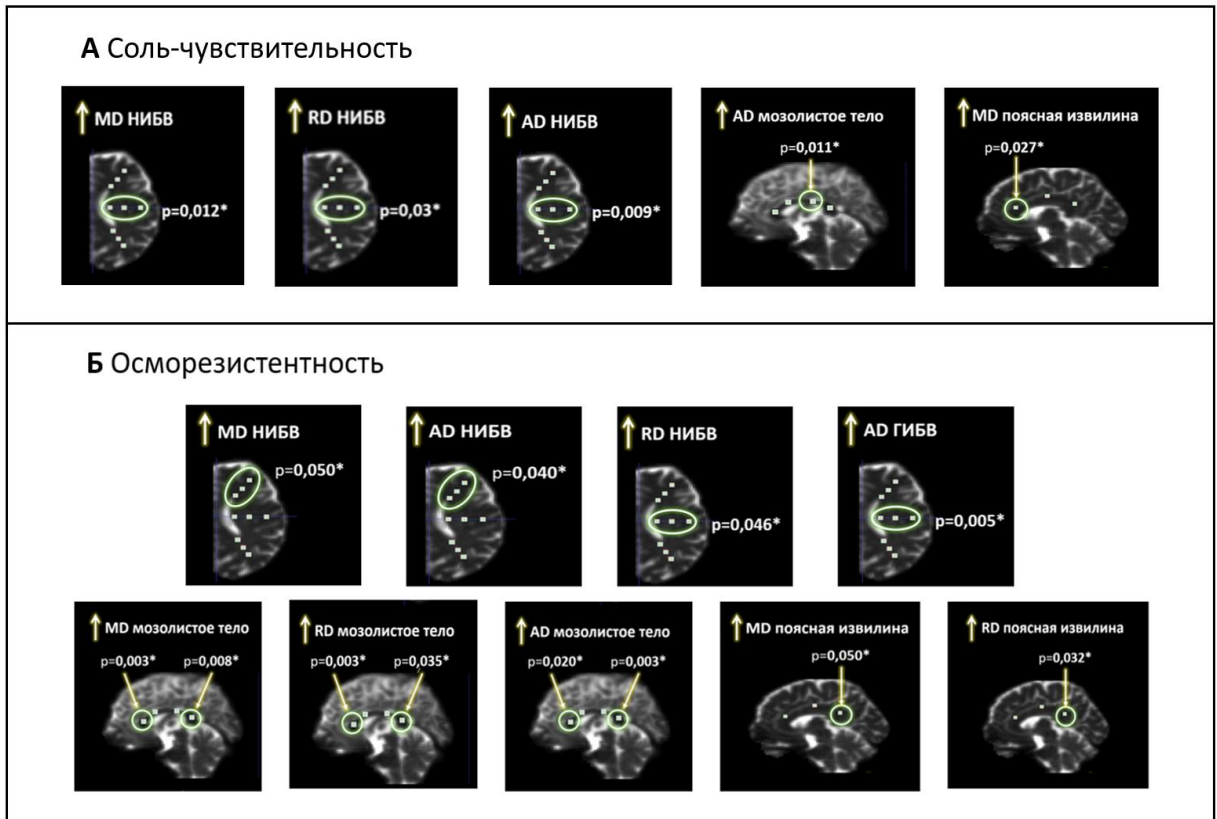 А Соль-чувствительность
MD НИБВ
p=0,012*
RD НИБВ
p=0,03*
AD НИБВ
p=0,009*
AD мозолистое тело
p=0,011*
MD поясная извилина
p=0,027*
Б Осморезистентность
MD НИБВ
p=0,050*
AD НИБВ
p=0,040*
RD НИБВ
p=0,046*
AD ГИБВ
p=0,005*
MD мозолистое тело
p=0,003* p=0,008*
RD мозолистое тело
p=0,003* p=0,035*
AD мозолистое тело
p=0,020* p=0,003*
MD поясная извилина
p=0,050*
RD поясная извилина
p=0,032*